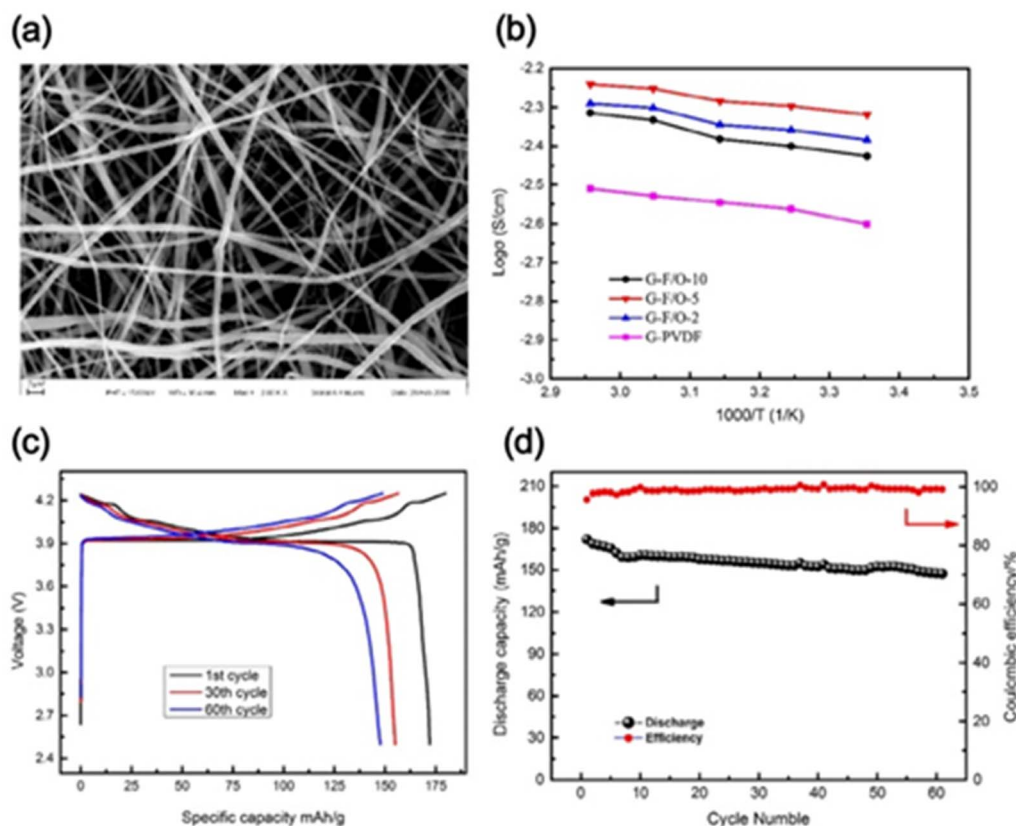 (a)
(b)
-2.2
-2.3
-2.4
-2.5
-2.6
-2.7
-2.8
-2.9
-3.0
Logσ (S/cm)
G-F/O-10
G-F/O-5
G-F/O-2
G-PVDF
2.9 3.0 3.1 3.2 3.3 3.4 3.5
1000/T (1/K)
(c)
4.2
3.9
3.6
3.3
3.0
2.7
2.4
Voltage (V)
1st cycle
30th cycle
60th cycle
0 25 50 75 100 125 150 175
Specific capacity mAh/g
(d)
210
180
150
120
90
60
30
0
Discharge capacity (mAh/g)
Discharge
Efficiency
100
80
60
40
20
0
Coulombic efficiency/%
0 10 20 30 40 50 60
Cycle Numble